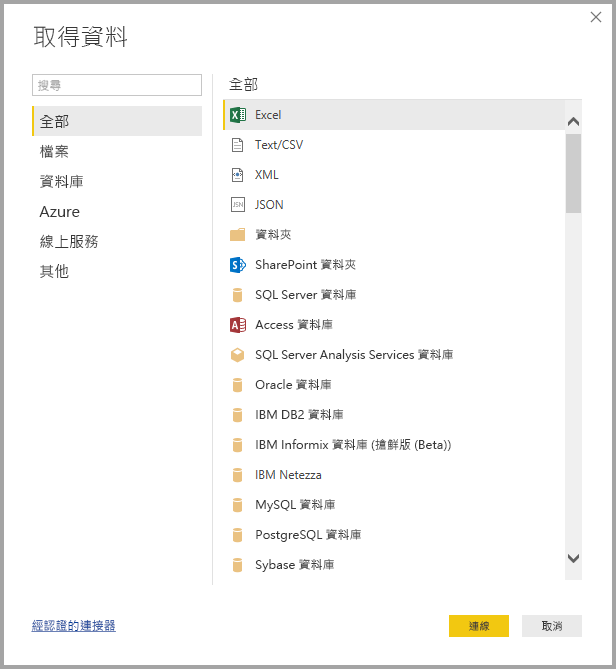 取得資料
搜尋
全部
檔案
資料庫
Azure
線上服務
其他
全部
Excel
Text/CSV
XML
JSON
資料夾
SharePoint 資料夾
SQL Server 資料庫
Access 資料庫
SQL Server Analysis Services 資料庫
Oracle 資料庫
IBM DB2 資料庫
IBM Informix 資料庫 (搶鮮版 (Beta))
IBM Netezza
MySQL 資料庫
PostgreSQL 資料庫
Sybase 資料庫
經認證的連接器
連線
取消